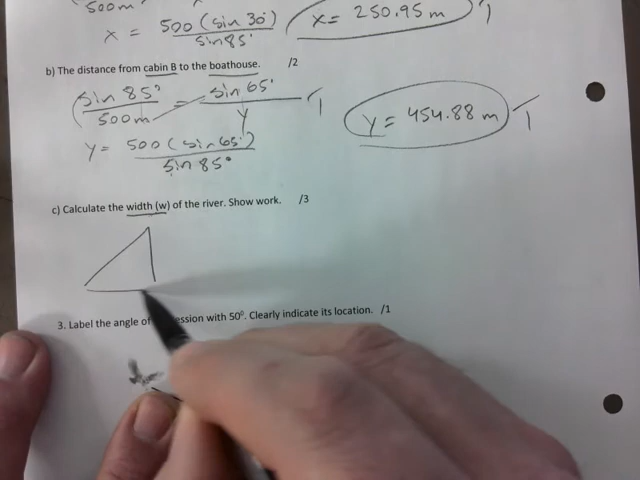 500m
x = 500 (sin 30°) / sin 85°
x = 250.95 m T
b) The distance from cabin B to the boathouse. /2
sin 85° / 500m = sin 65° / y T
y = 500 (sin 65°) / sin 85°
y = 454.88 m T
c) Calculate the width (w) of the river. Show work. /3
3. Label the angle of ession with 50⁰. Clearly indicate its location. /1